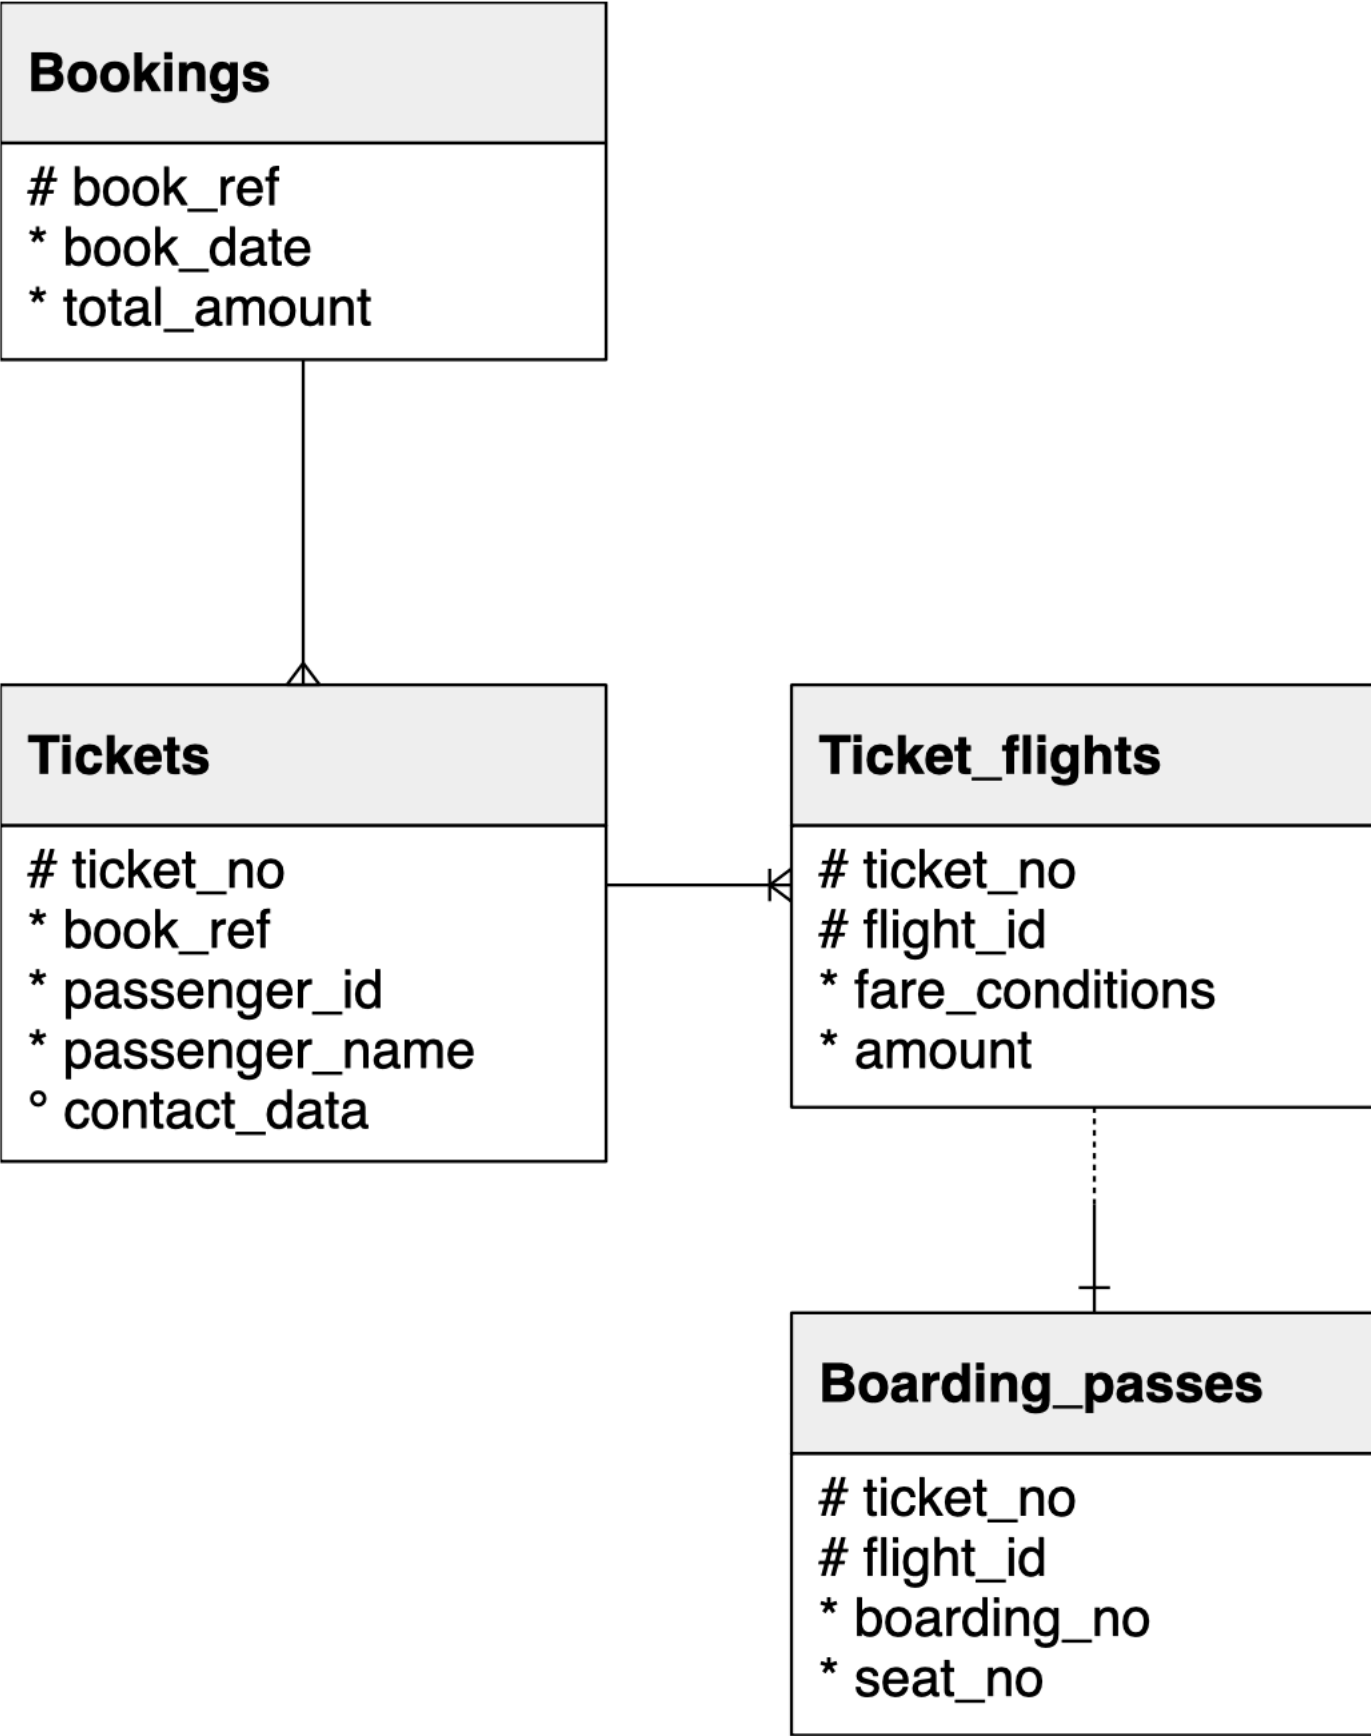 Bookings
# book_ref
* book_date
* total_amount
Tickets
# ticket_no
* book_ref
* passenger_id
* passenger_name
° contact_data
Ticket_flights
# ticket_no
# flight_id
* fare_conditions
* amount
Boarding_passes
# ticket_no
# flight_id
* boarding_no
* seat_no